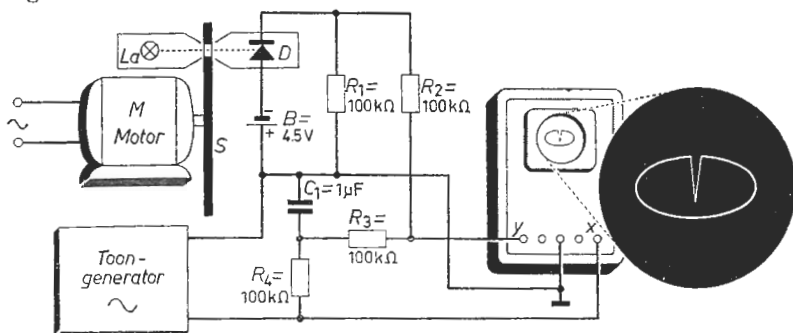 La
D
M
Motor
S
B=
4.5V
R1=
100kΩ
R2=
100kΩ
C1=1µF
R3=
100kΩ
R4=
100kΩ
Toon-
generator
y
x